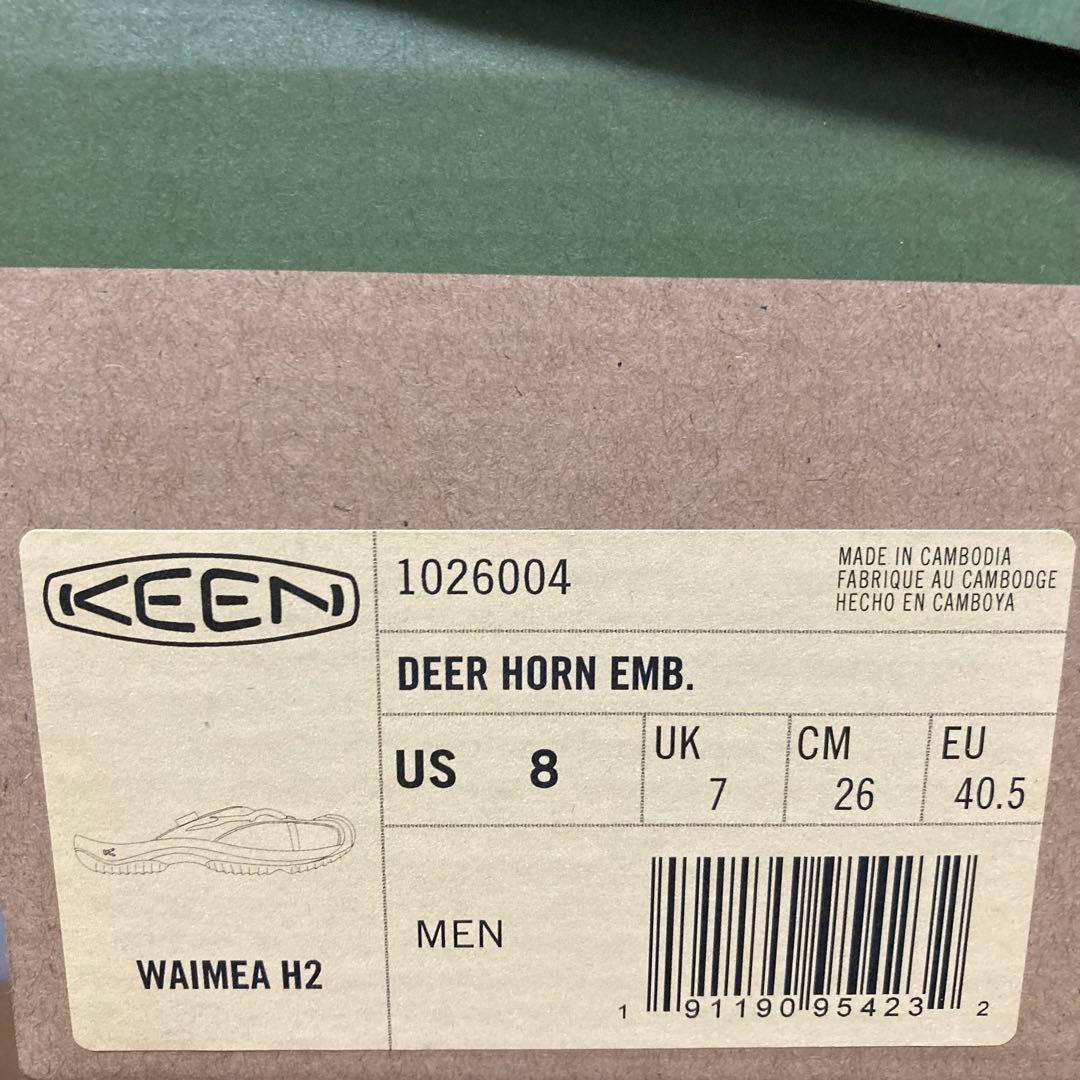 KEEN
1026004
MADE IN CAMBODIA
FABRIQUE AU CAMBODGE
HECHO EN CAMBOYA
DEER HORN EMB.
US 8
UK 7
CM 26
EU 40.5
WAIMEA H2
MEN
1 91190 95423 2